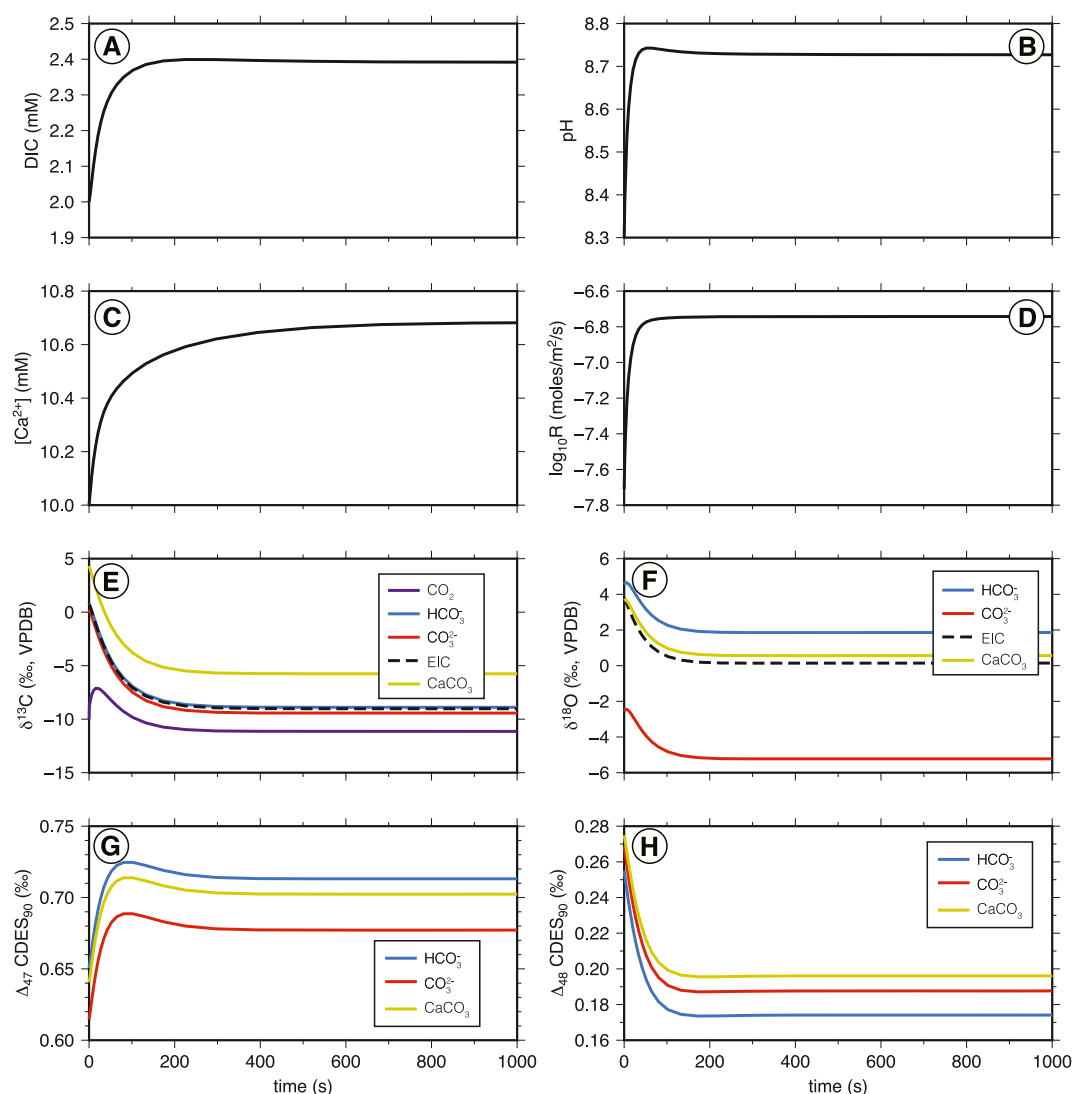 A
DIC (mM)
2.5
2.4
2.3
2.2
2.1
2.0
1.9
B
pH
8.8
8.7
8.6
8.5
8.4
8.3
C
[Ca²⁺] (mM)
10.8
10.6
10.4
10.2
10.0
D
log₁₀R (moles/m²/s)
−6.6
−6.8
−7.0
−7.2
−7.4
−7.6
−7.8
E
δ¹³C (‰, VPDB)
5
0
−5
−10
−15
CO₂
HCO₃⁻
CO₃²⁻
EIC
CaCO₃
F
δ¹⁸O (‰, VPDB)
6
4
2
0
−2
−4
−6
HCO₃⁻
CO₃²⁻
EIC
CaCO₃
G
Δ₄₇ CDES₉₀ (‰)
0.75
0.70
0.65
0.60
HCO₃⁻
CO₃²⁻
CaCO₃
0 200 400 600 800 1000
time (s)
H
Δ₄₈ CDES₉₀ (‰)
0.28
0.26
0.24
0.22
0.20
0.18
0.16
HCO₃⁻
CO₃²⁻
CaCO₃
0 200 400 600 800 1000
time (s)